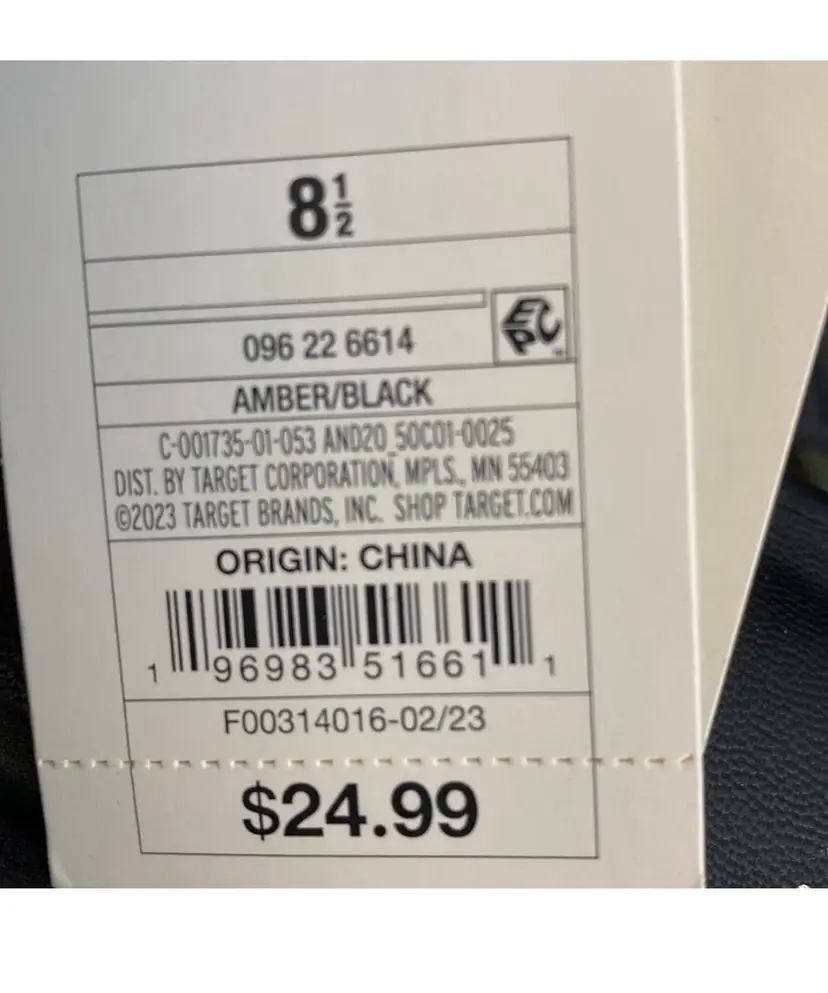 8½
EPC
096 22 6614
AMBER/BLACK
C-001735-01-053 AND20_50C01-0025
DIST. BY TARGET CORPORATION, MPLS., MN 55403
©2023 TARGET BRANDS, INC. SHOP TARGET.COM
ORIGIN: CHINA
1 96983 51661 1
F00314016-02/23
$24.99